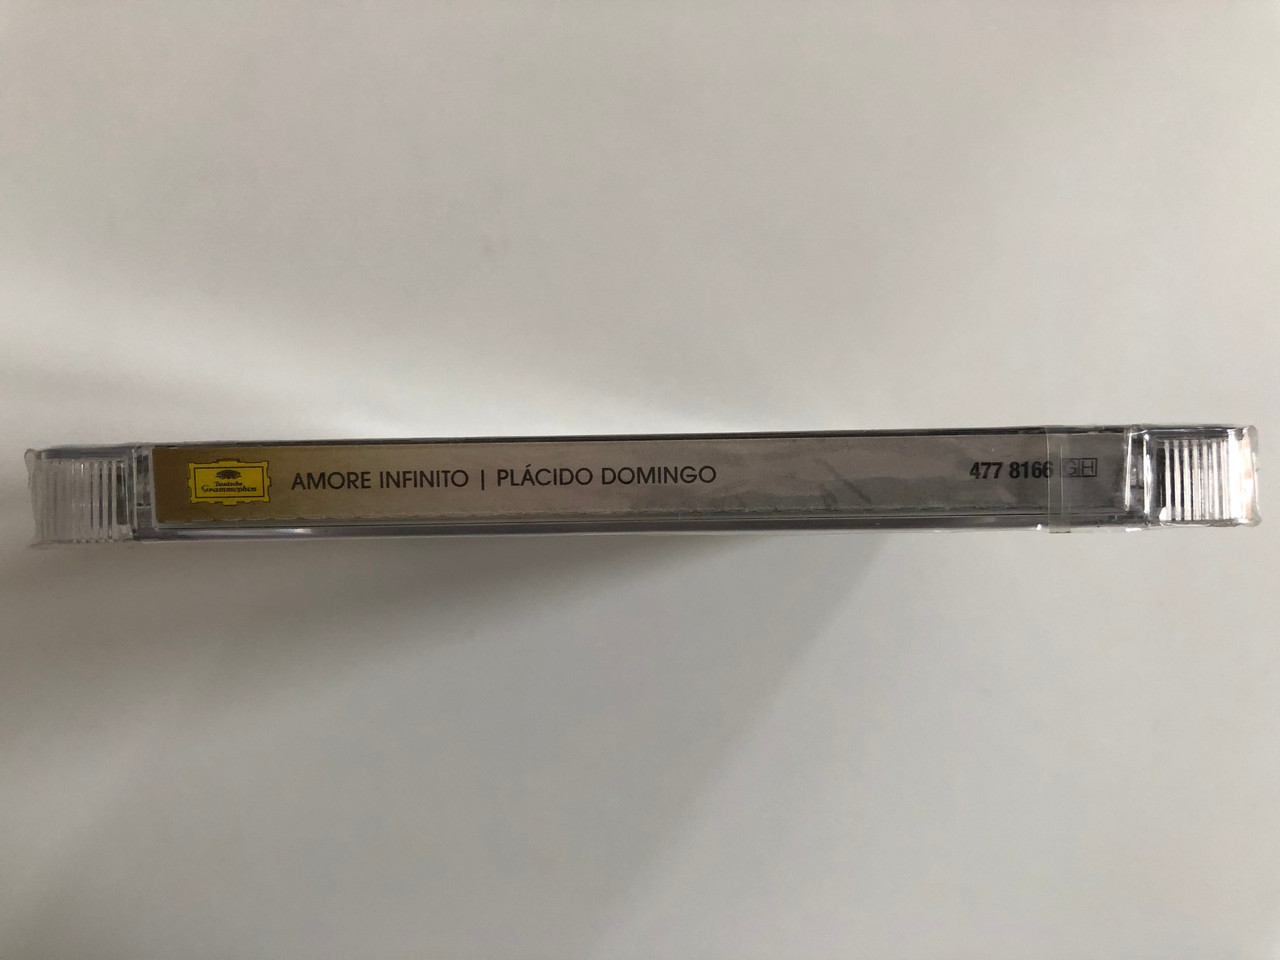 Deutsche
Grammophon
AMORE INFINITO | PLÁCIDO DOMINGO
477 8166 GH